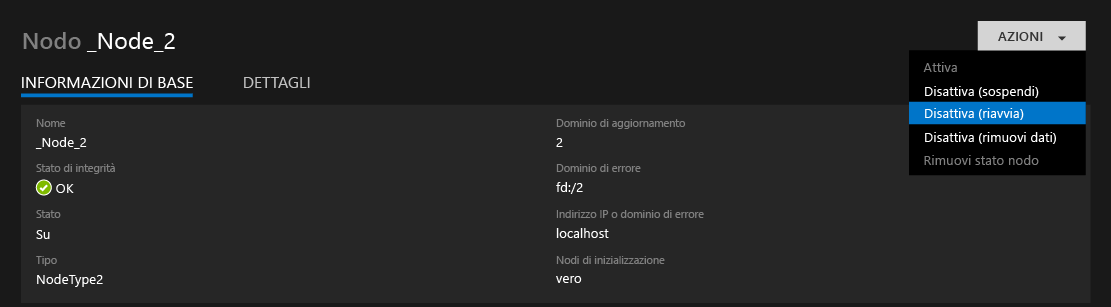 Nodo _Node_2
AZIONI
Attiva
Disattiva (sospendi)
Disattiva (riavvia)
Disattiva (rimuovi dati)
Rimuovi stato nodo
INFORMAZIONI DI BASE
DETTAGLI
Nome
_Node_2
Stato di integrità
OK
Stato
Su
Tipo
NodeType2
Dominio di aggiornamento
2
Dominio di errore
fd:/2
Indirizzo IP o dominio di errore
localhost
Nodi di inizializzazione
vero